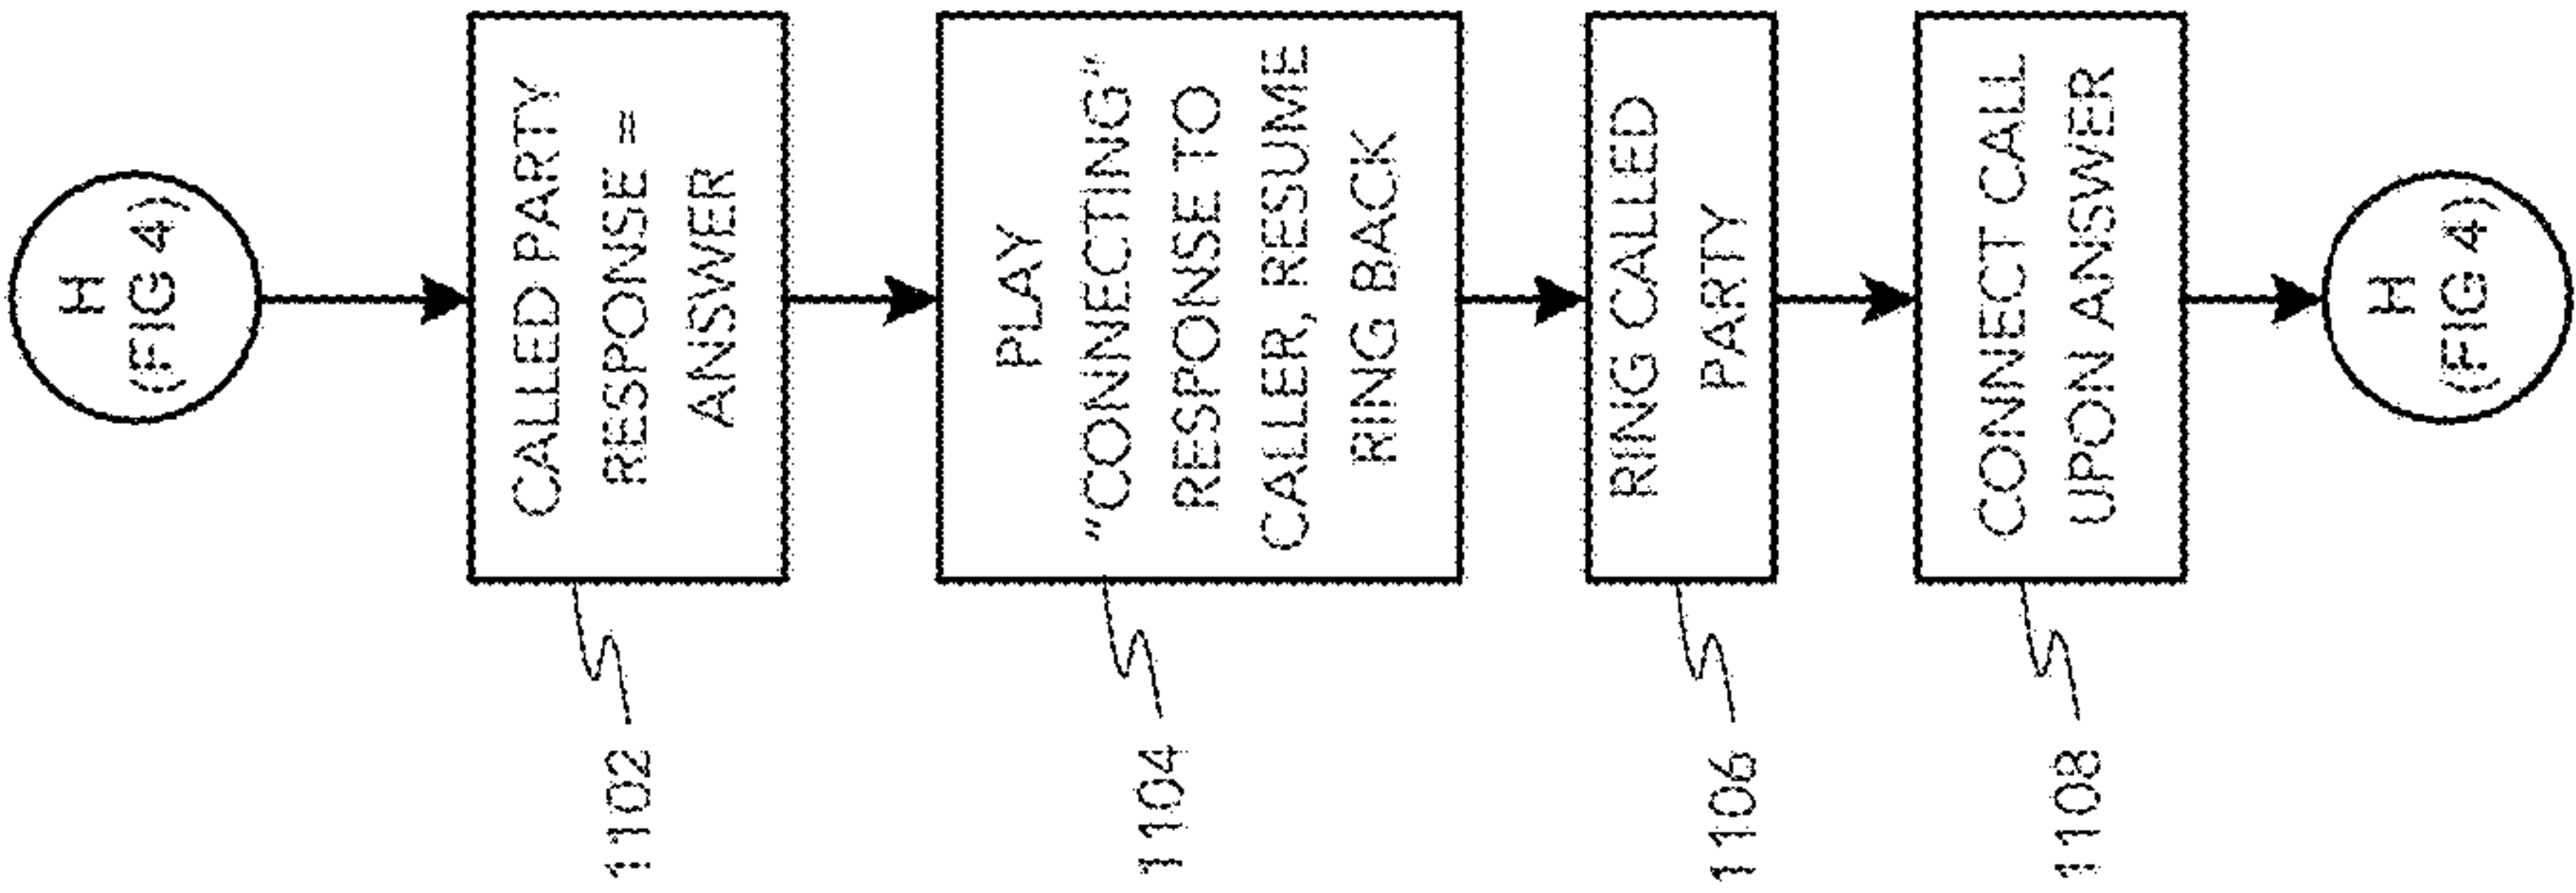 H
(FIG 4)
CALLED PARTY
RESPONSE =
ANSWER
1102
PLAY
"CONNECTING"
RESPONSE TO
CALLER, RESUME
RING BACK
1104
RING CALLED
PARTY
1106
CONNECT CALL
UPON ANSWER
1108
H
(FIG 4)